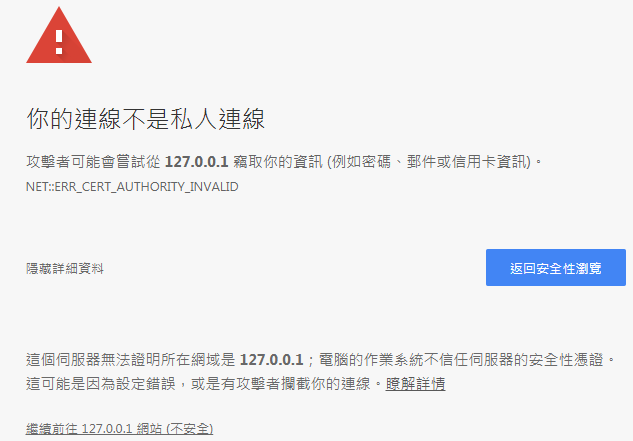 你的連線不是私人連線
攻擊者可能會嘗試從 127.0.0.1 竊取你的資訊 (例如密碼、郵件或信用卡資訊)。
NET::ERR_CERT_AUTHORITY_INVALID
隱藏詳細資料
返回安全性瀏覽
這個伺服器無法證明所在網域是 127.0.0.1；電腦的作業系統不信任伺服器的安全性憑證。
這可能是因為設定錯誤，或是有攻擊者攔截你的連線。瞭解詳情
繼續前往 127.0.0.1 網站 (不安全)